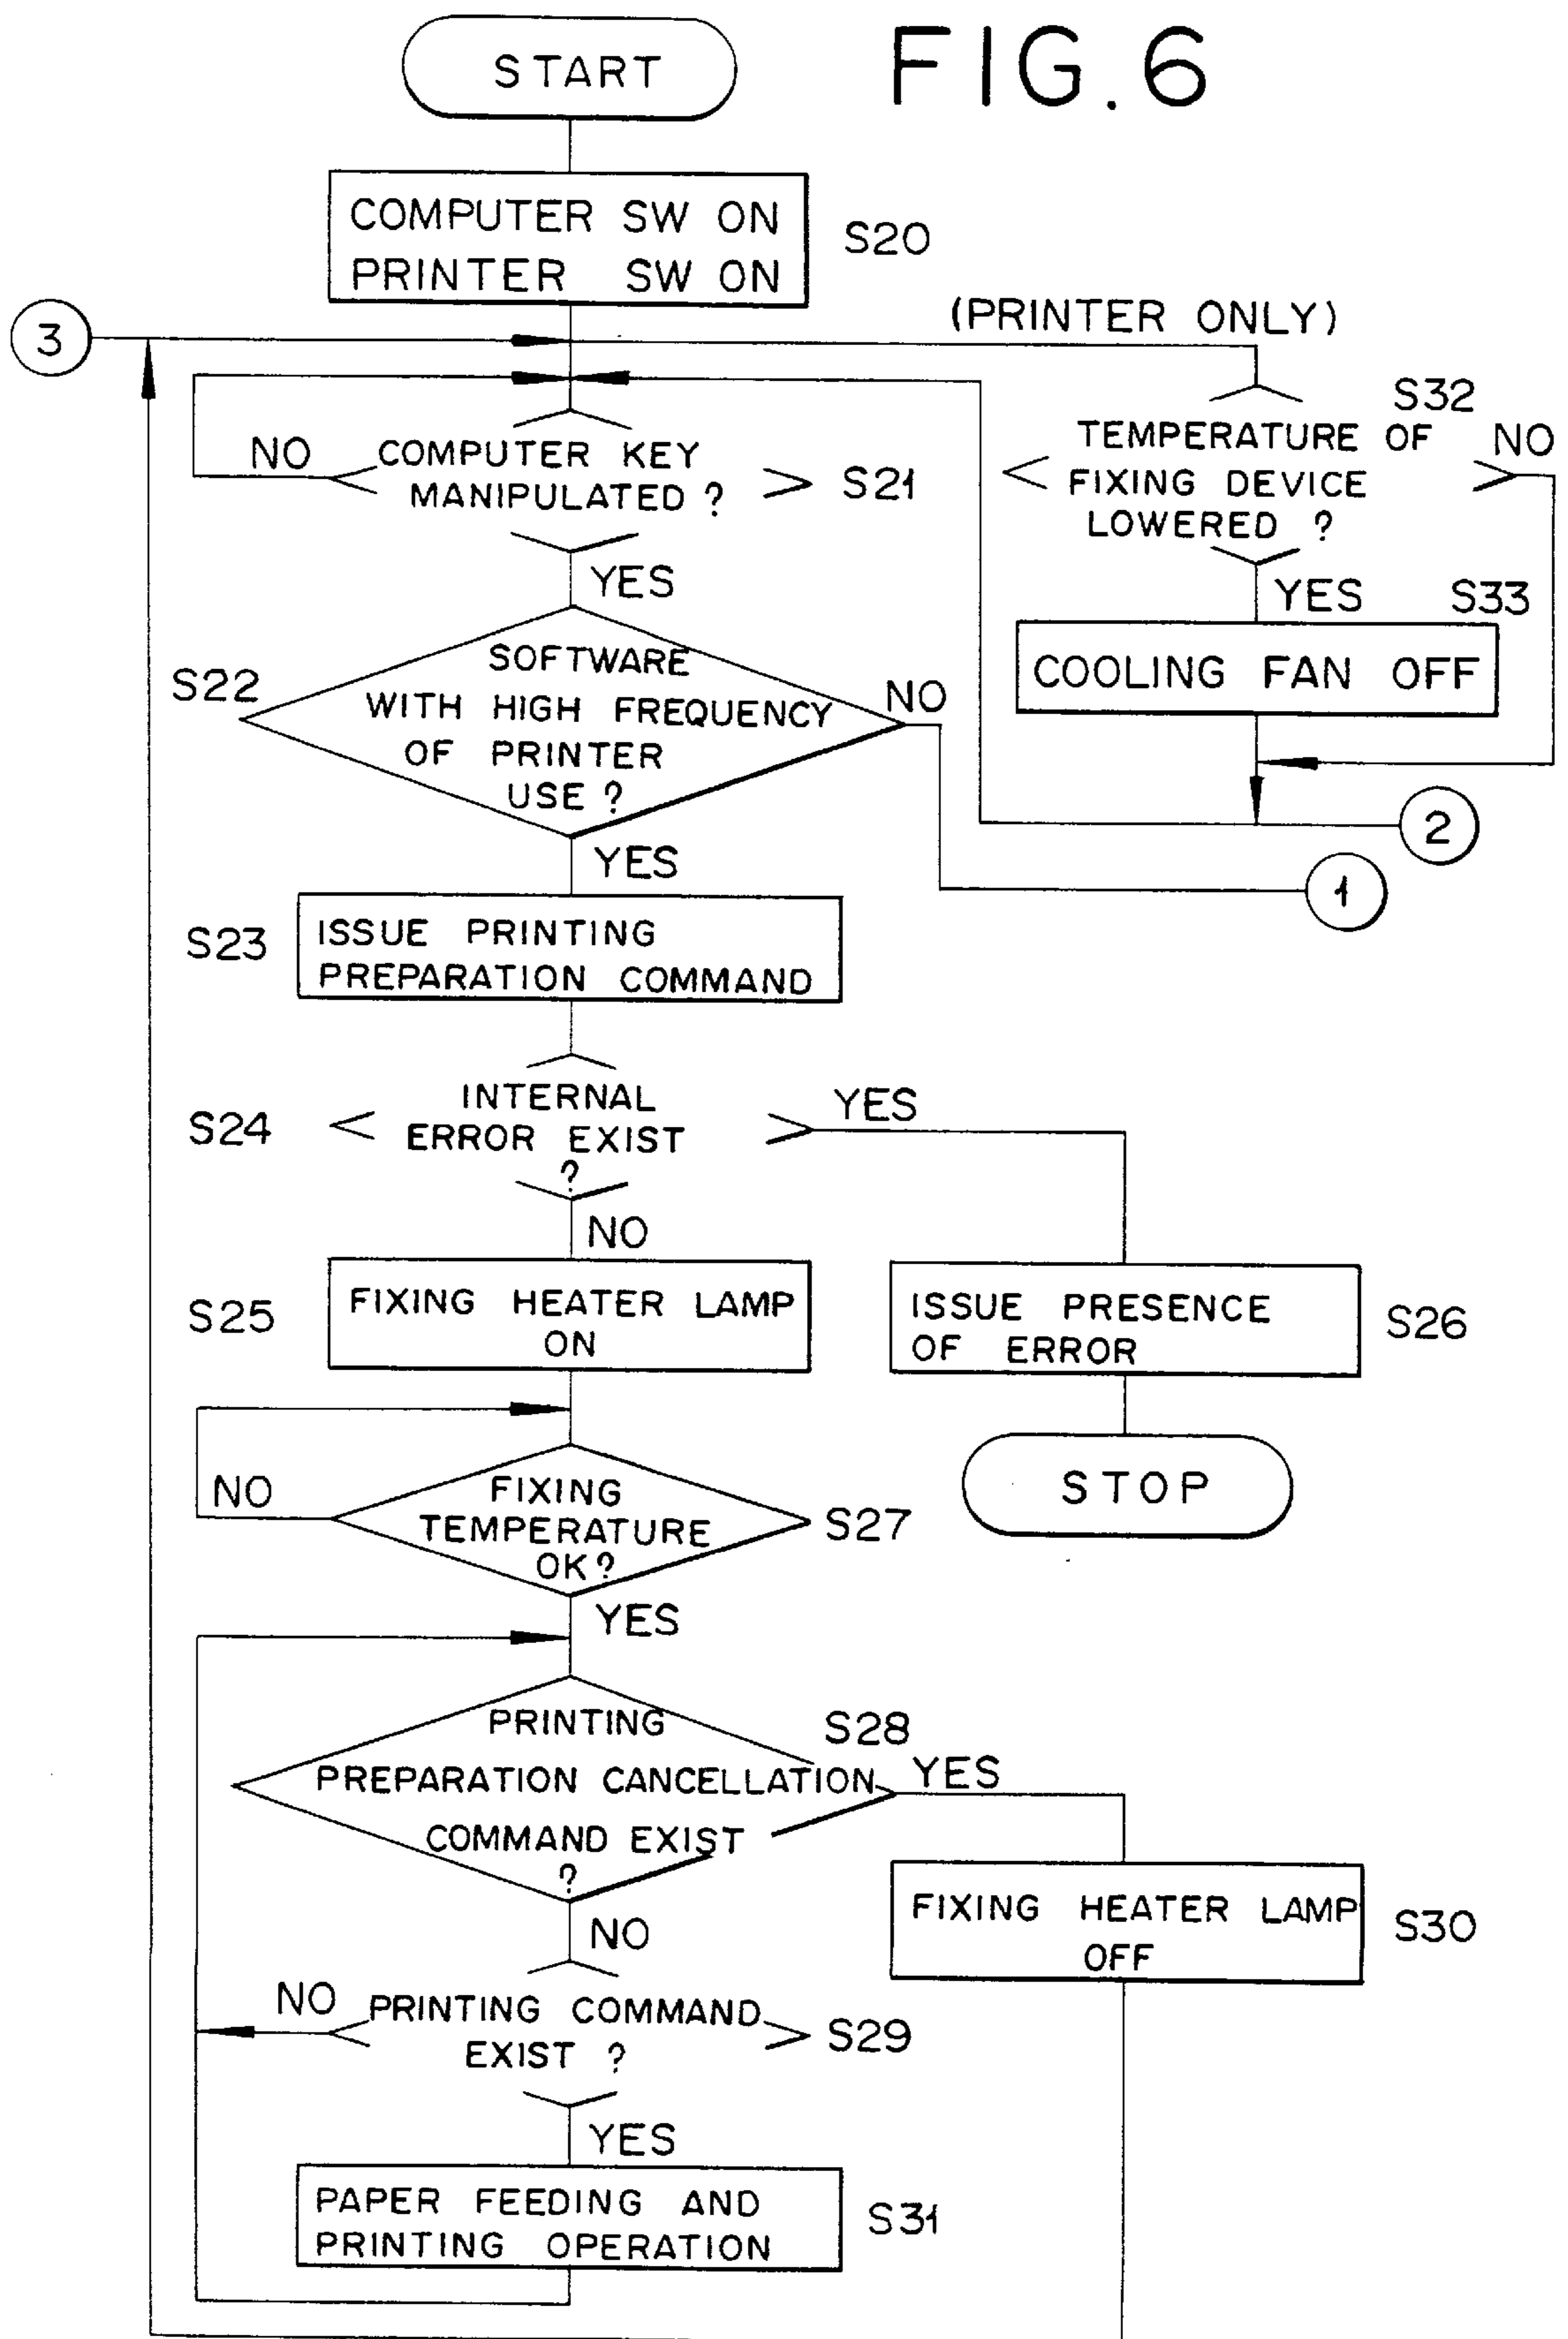 START
FIG.6
COMPUTER SW ON
PRINTER SW ON
S20
3
(PRINTER ONLY)
S32
TEMPERATURE OF
FIXING DEVICE
LOWERED ?
NO
NO
COMPUTER KEY
MANIPULATED ?
S21
YES
YES
S33
COOLING FAN OFF
S22
SOFTWARE
WITH HIGH FREQUENCY
OF PRINTER
USE ?
NO
2
1
YES
S23
ISSUE PRINTING
PREPARATION COMMAND
S24
INTERNAL
ERROR EXIST
?
YES
NO
S25
FIXING HEATER LAMP
ON
ISSUE PRESENCE
OF ERROR
S26
STOP
NO
FIXING
TEMPERATURE
OK?
S27
YES
PRINTING
PREPARATION CANCELLATION
COMMAND EXIST
?
S28
YES
NO
FIXING HEATER LAMP
OFF
S30
NO
PRINTING COMMAND
EXIST ?
S29
YES
PAPER FEEDING AND
PRINTING OPERATION
S31